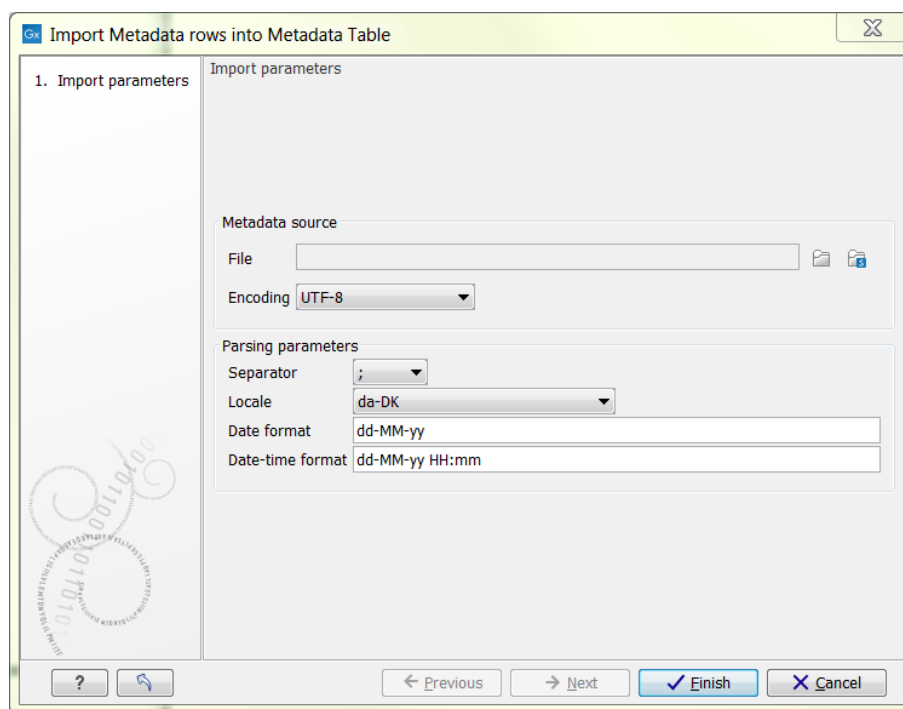 Gx Import Metadata rows into Metadata Table
1. Import parameters
Import parameters
Metadata source
File
S
Encoding UTF-8
Parsing parameters
Separator ;
Locale da-DK
Date format dd-MM-yy
Date-time format dd-MM-yy HH:mm
? Previous Next Finish Cancel